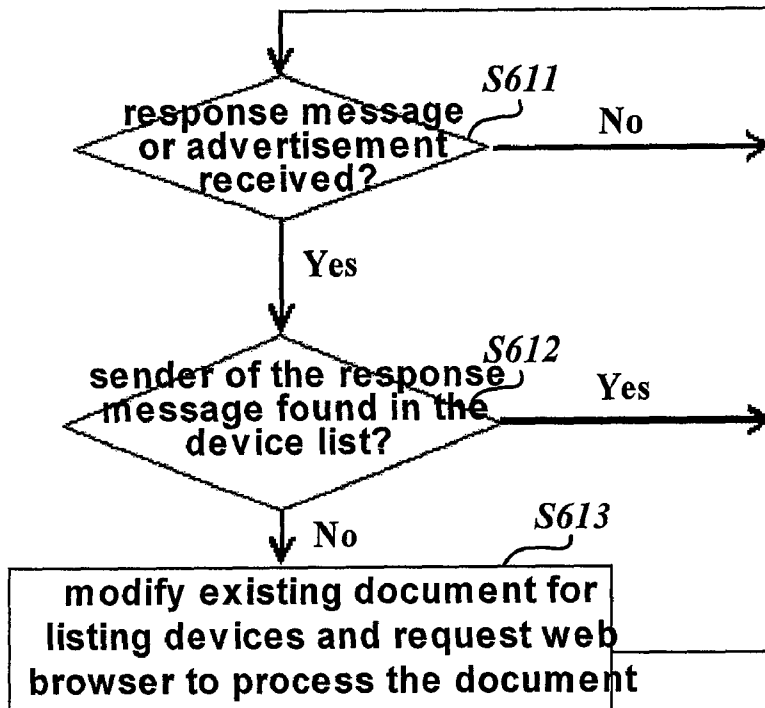 S611
response message
or advertisement
received?
No
Yes
S612
sender of the response
message found in the
device list?
Yes
No
S613
modify existing document for
listing devices and request web
browser to process the document